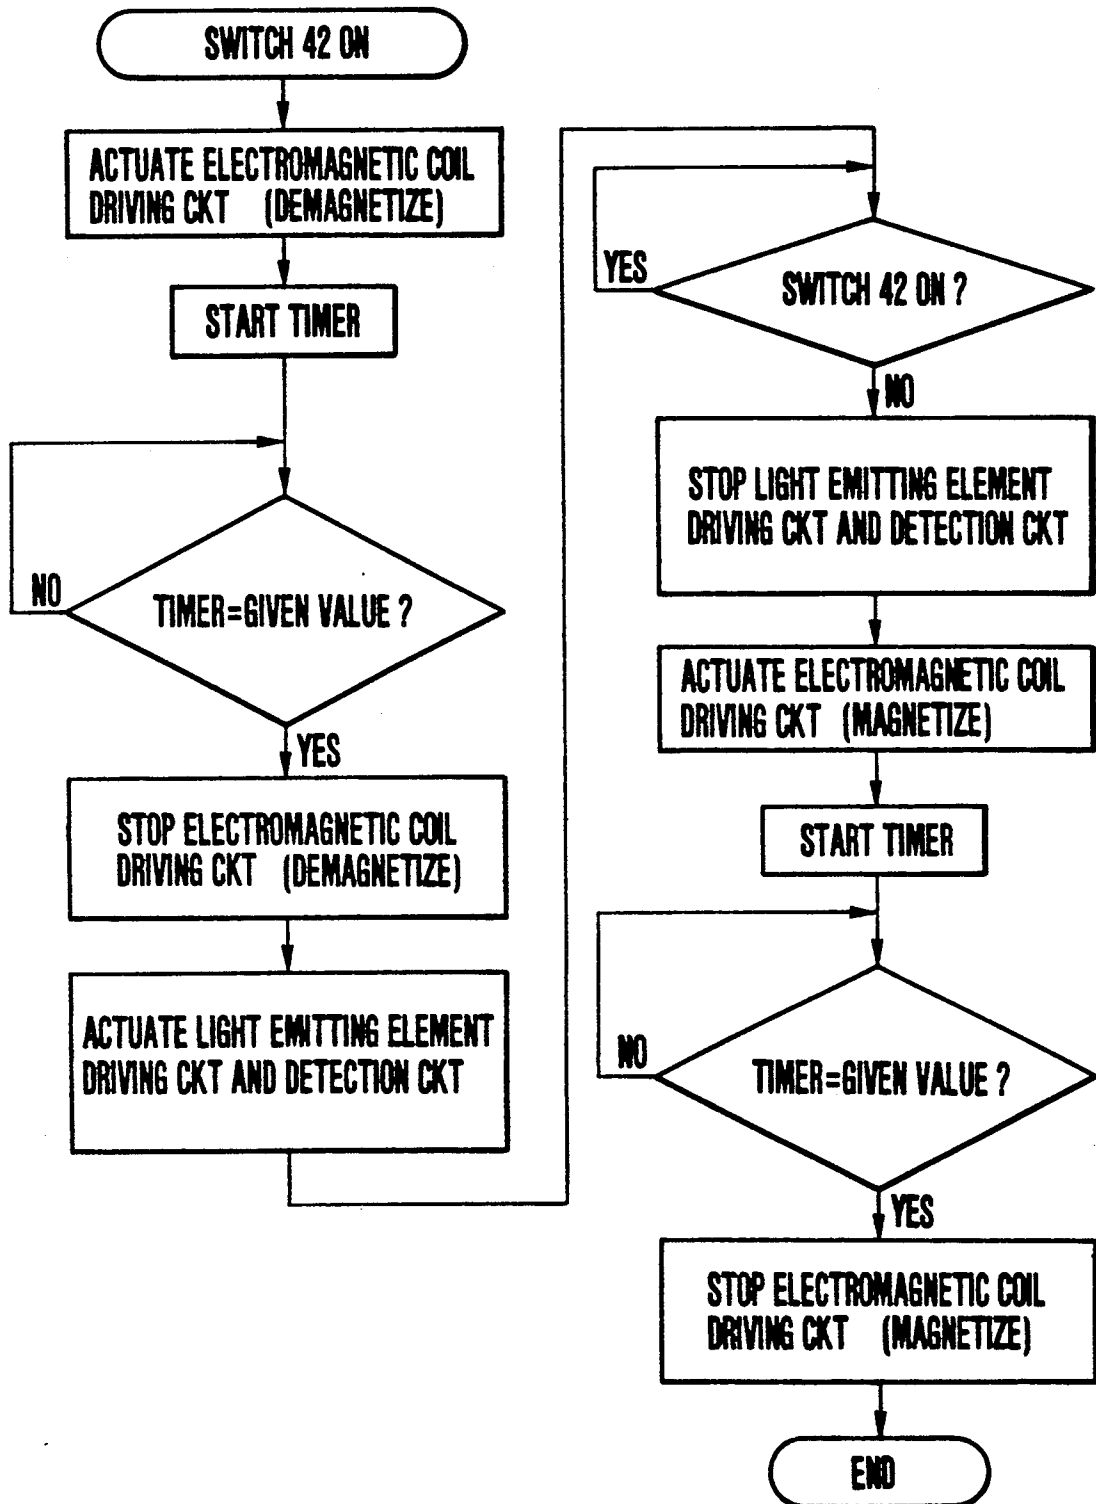 SWITCH 42 ON
ACTUATE ELECTROMAGNETIC COIL
DRIVING CKT (DEMAGNETIZE)
START TIMER
NO
TIMER=GIVEN VALUE ?
YES
STOP ELECTROMAGNETIC COIL
DRIVING CKT (DEMAGNETIZE)
ACTUATE LIGHT EMITTING ELEMENT
DRIVING CKT AND DETECTION CKT
YES
SWITCH 42 ON ?
NO
STOP LIGHT EMITTING ELEMENT
DRIVING CKT AND DETECTION CKT
ACTUATE ELECTROMAGNETIC COIL
DRIVING CKT (MAGNETIZE)
START TIMER
NO
TIMER=GIVEN VALUE ?
YES
STOP ELECTROMAGNETIC COIL
DRIVING CKT (MAGNETIZE)
END